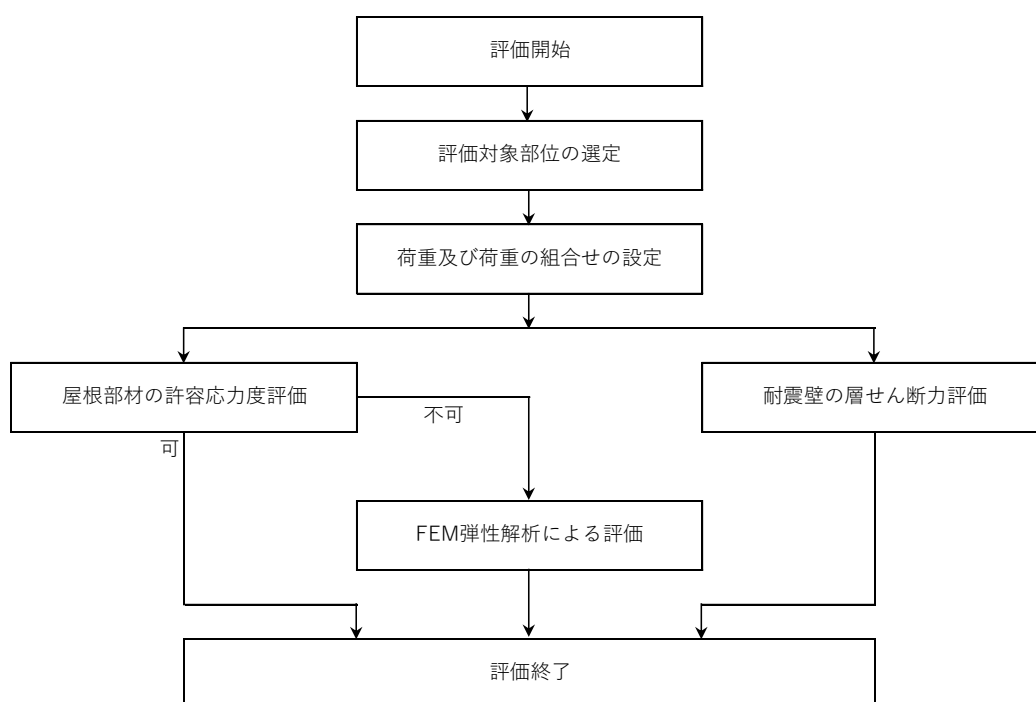 評価開始
評価対象部位の選定
荷重及び荷重の組合せの設定
屋根部材の許容応力度評価
耐震壁の層せん断力評価
不可
可
FEM弾性解析による評価
評価終了